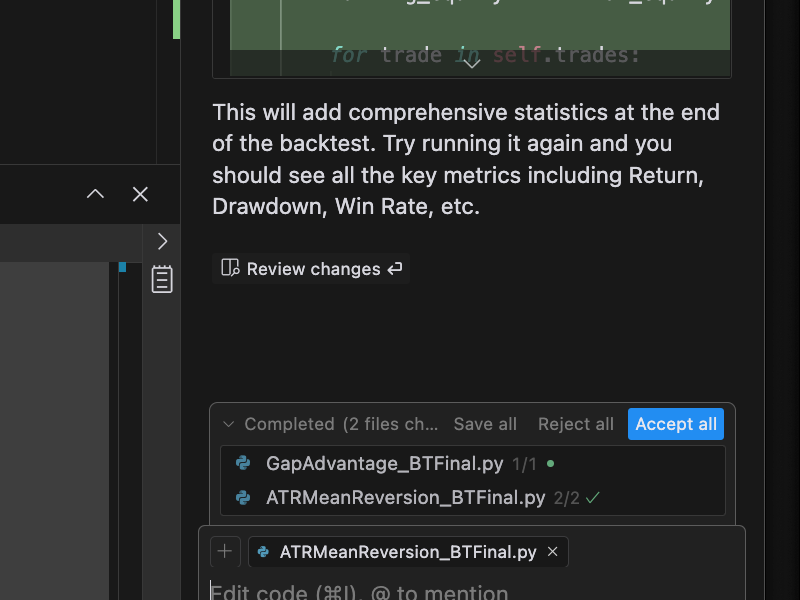 for trade in self.trades:
This will add comprehensive statistics at the end
of the backtest. Try running it again and you
should see all the key metrics including Return,
Drawdown, Win Rate, etc.
Review changes
Completed (2 files ch... Save all Reject all Accept all
GapAdvantage_BTFinal.py 1/1
ATRMeanReversion_BTFinal.py 2/2
ATRMeanReversion_BTFinal.py
Edit code (⌘I), @ to mention